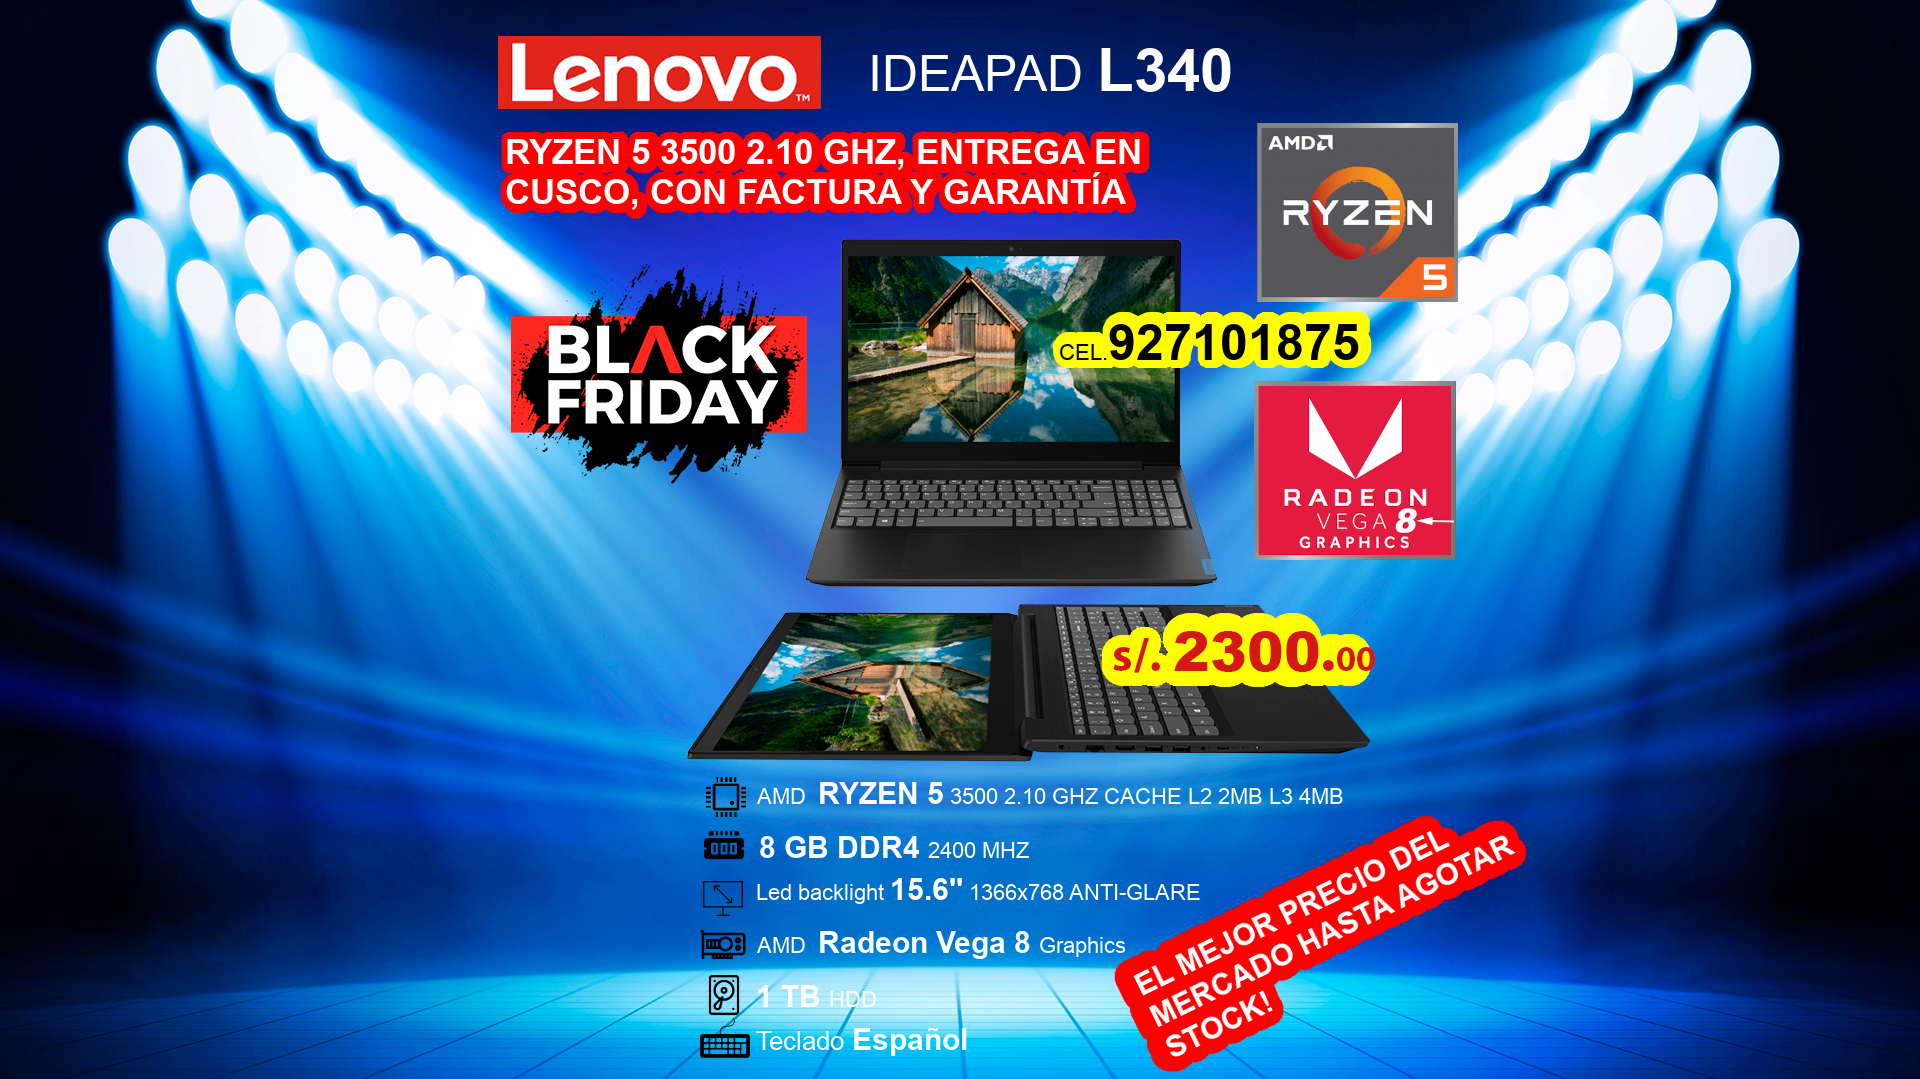 Lenovo™
IDEAPAD L340
RYZEN 5 3500 2.10 GHZ, ENTREGA EN
CUSCO, CON FACTURA Y GARANTÍA
AMD
RYZEN
5
BLACK
FRIDAY
CEL.927101875
RADEON
VEGA 8
GRAPHICS
s/. 2300.00
AMD RYZEN 5 3500 2.10 GHZ CACHE L2 2MB L3 4MB
8 GB DDR4 2400 MHZ
Led backlight 15.6" 1366x768 ANTI-GLARE
AMD Radeon Vega 8 Graphics
1 TB HDD
Teclado Español
EL MEJOR PRECIO DEL
MERCADO HASTA AGOTAR
STOCK!